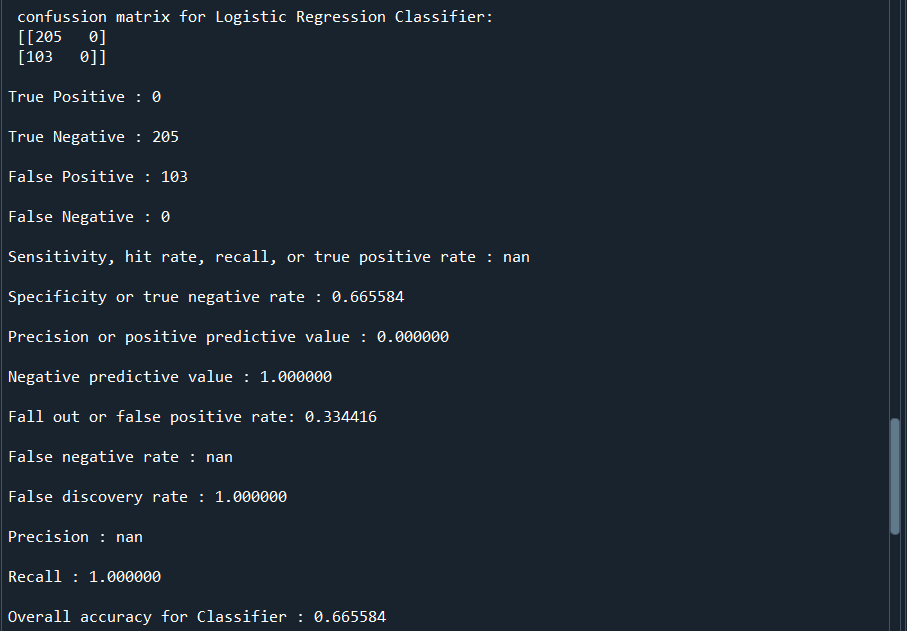 confussion matrix for Logistic Regression Classifier:
[[205   0]
[103   0]]
True Positive : 0
True Negative : 205
False Positive : 103
False Negative : 0
Sensitivity, hit rate, recall, or true positive rate : nan
Specificity or true negative rate : 0.665584
Precision or positive predictive value : 0.000000
Negative predictive value : 1.000000
Fall out or false positive rate: 0.334416
False negative rate : nan
False discovery rate : 1.000000
Precision : nan
Recall : 1.000000
Overall accuracy for Classifier : 0.665584